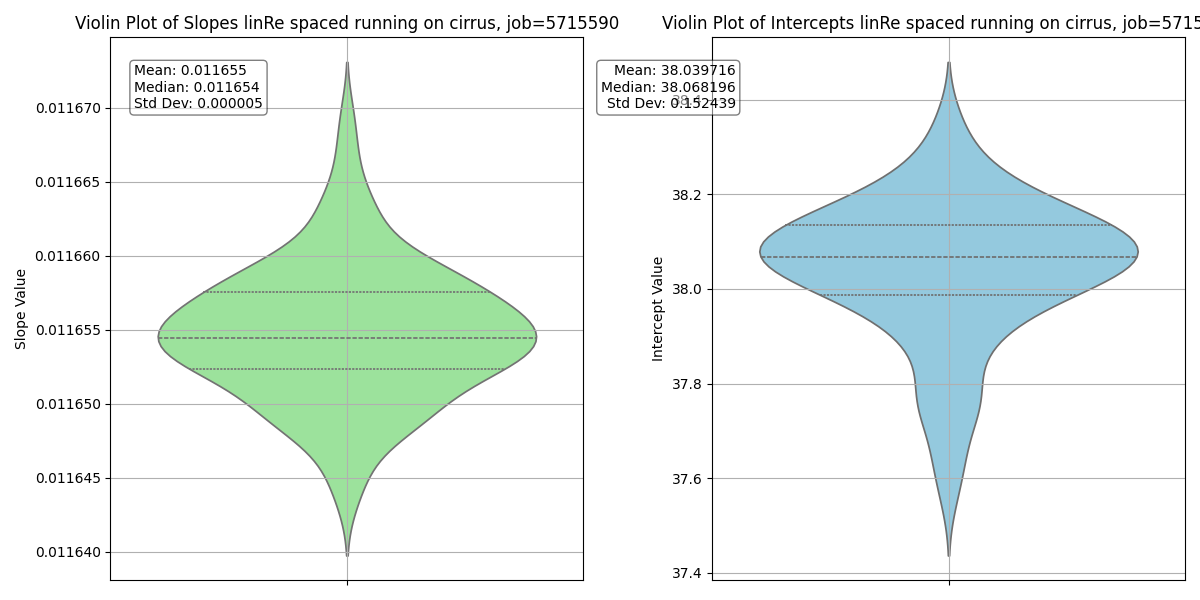 Violin Plot of Slopes linRe spaced running on cirrus, job=5715590
Mean: 0.011655
Median: 0.011654
Std Dev: 0.000005
0.011670
0.011665
0.011660
0.011655
0.011650
0.011645
0.011640
Slope Value
Violin Plot of Intercepts linRe spaced running on cirrus, job=5715
Mean: 38.039716
Median: 38.068196
Std Dev: 0.152439
38.4
38.2
38.0
37.8
37.6
37.4
Intercept Value